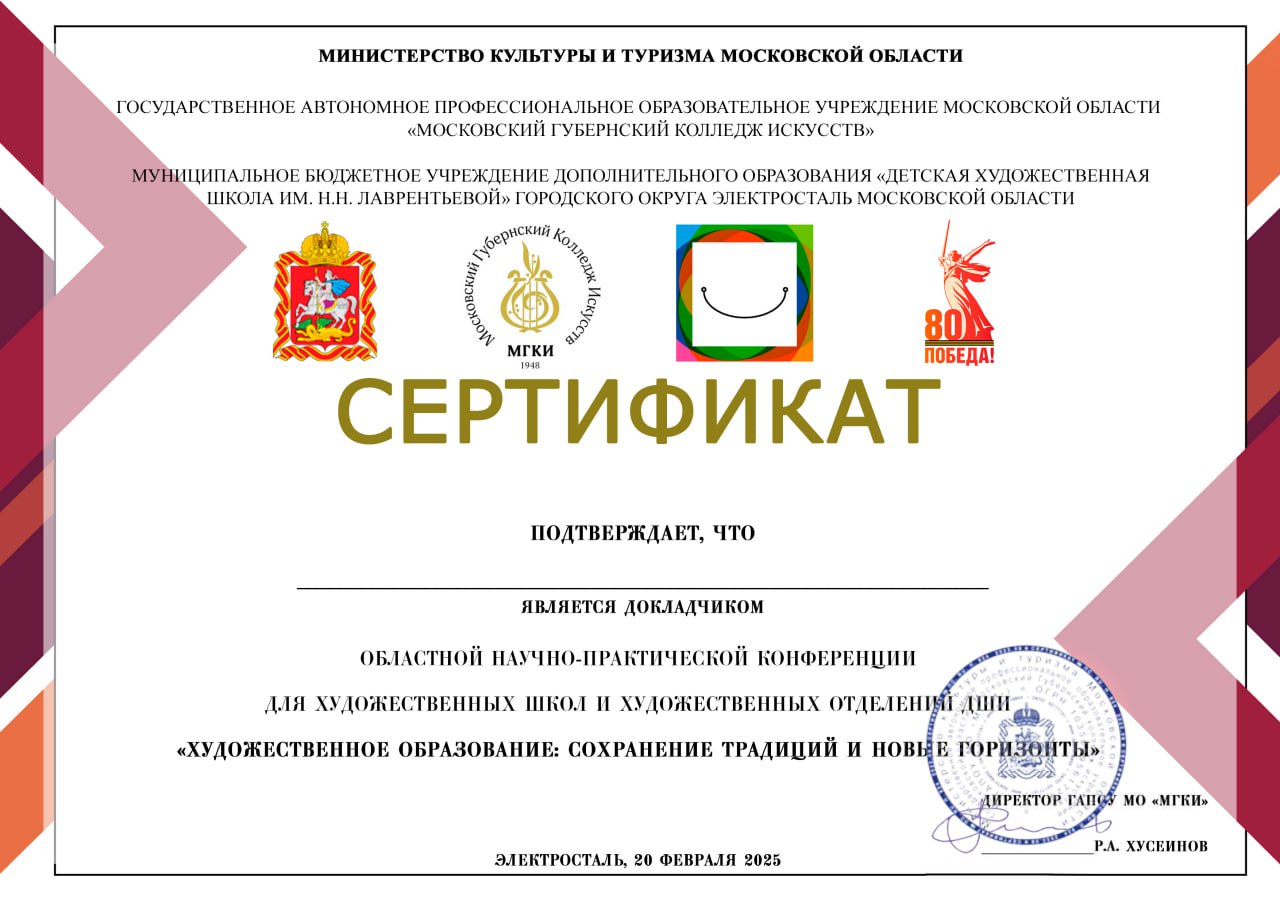 МИНИСТЕРСТВО КУЛЬТУРЫ И ТУРИЗМА МОСКОВСКОЙ ОБЛАСТИ
ГОСУДАРСТВЕННОЕ АВТОНОМНОЕ ПРОФЕССИОНАЛЬНОЕ ОБРАЗОВАТЕЛЬНОЕ УЧРЕЖДЕНИЕ МОСКОВСКОЙ ОБЛАСТИ
«МОСКОВСКИЙ ГУБЕРНСКИЙ КОЛЛЕДЖ ИСКУССТВ»
МУНИЦИПАЛЬНОЕ БЮДЖЕТНОЕ УЧРЕЖДЕНИЕ ДОПОЛНИТЕЛЬНОГО ОБРАЗОВАНИЯ «ДЕТСКАЯ ХУДОЖЕСТВЕННАЯ
ШКОЛА ИМ. Н.Н. ЛАВРЕНТЬЕВОЙ» ГОРОДСКОГО ОКРУГА ЭЛЕКТРОСТАЛЬ МОСКОВСКОЙ ОБЛАСТИ
Московский Губернский Колледж Искусств
МГКИ
1948
80
ПОБЕДА!
СЕРТИФИКАТ
ПОДТВЕРЖДАЕТ, ЧТО
ЯВЛЯЕТСЯ ДОКЛАДЧИКОМ
ОБЛАСТНОЙ НАУЧНО-ПРАКТИЧЕСКОЙ КОНФЕРЕНЦИИ
ДЛЯ ХУДОЖЕСТВЕННЫХ ШКОЛ И ХУДОЖЕСТВЕННЫХ ОТДЕЛЕНИЙ ДШИ
«ХУДОЖЕСТВЕННОЕ ОБРАЗОВАНИЕ: СОХРАНЕНИЕ ТРАДИЦИЙ И НОВЫЕ ГОРИЗОНТЫ»
ДИРЕКТОР ГАПОУ МО «МГКИ»
Р.А. ХУСЕИНОВ
ЭЛЕКТРОСТАЛЬ, 20 ФЕВРАЛЯ 2025